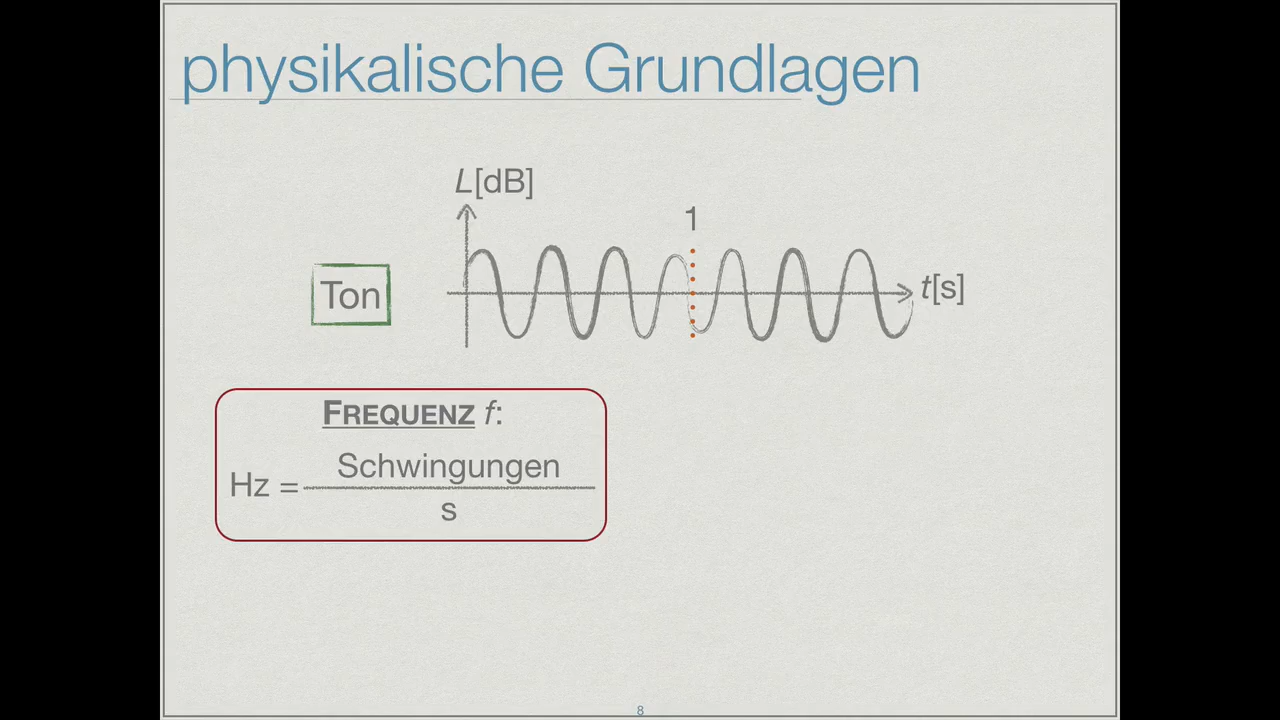 physikalische Grundlagen
L[dB]
1
Ton
t[s]
FREQUENZ f:
Schwingungen
Hz =
s
8